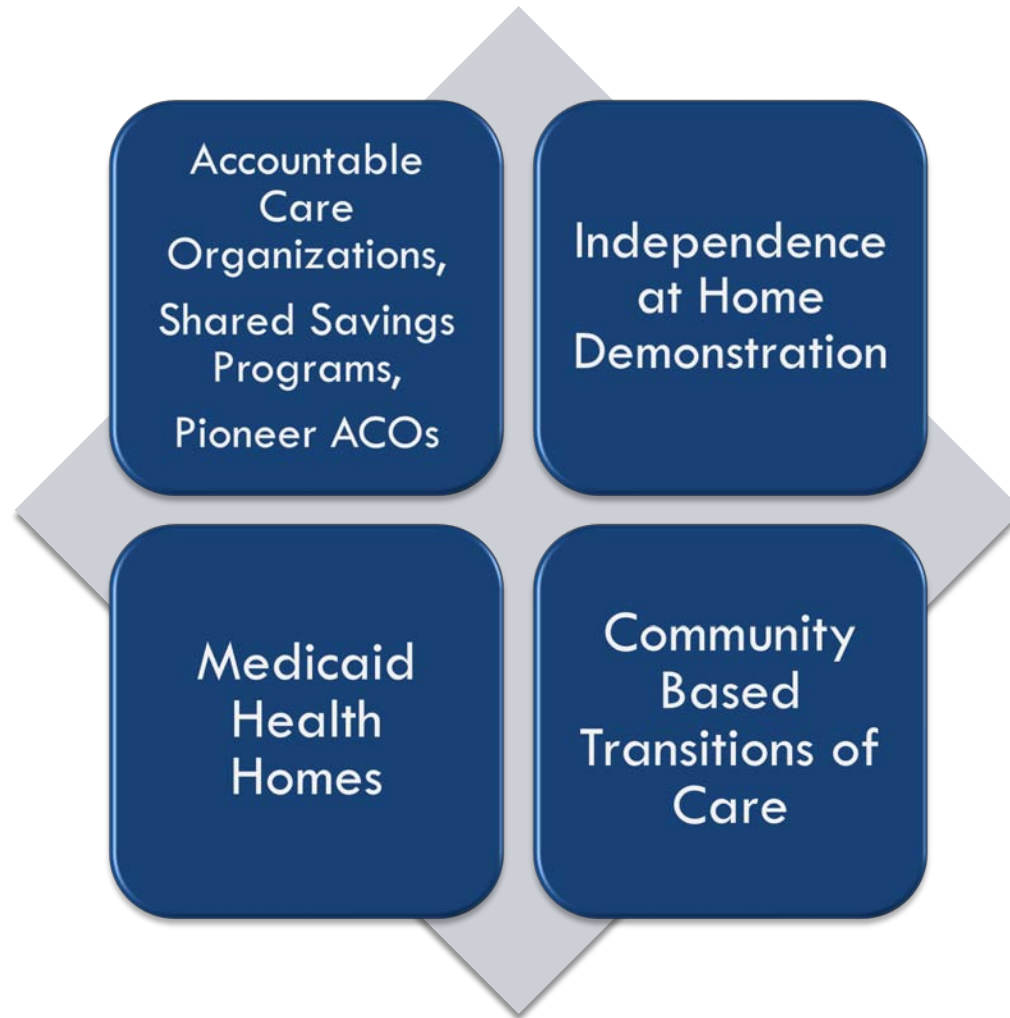 Accountable
Care
Organizations,
Shared Savings
Programs,
Pioneer ACOs
Independence
at Home
Demonstration
Medicaid
Health
Homes
Community
Based
Transitions of
Care